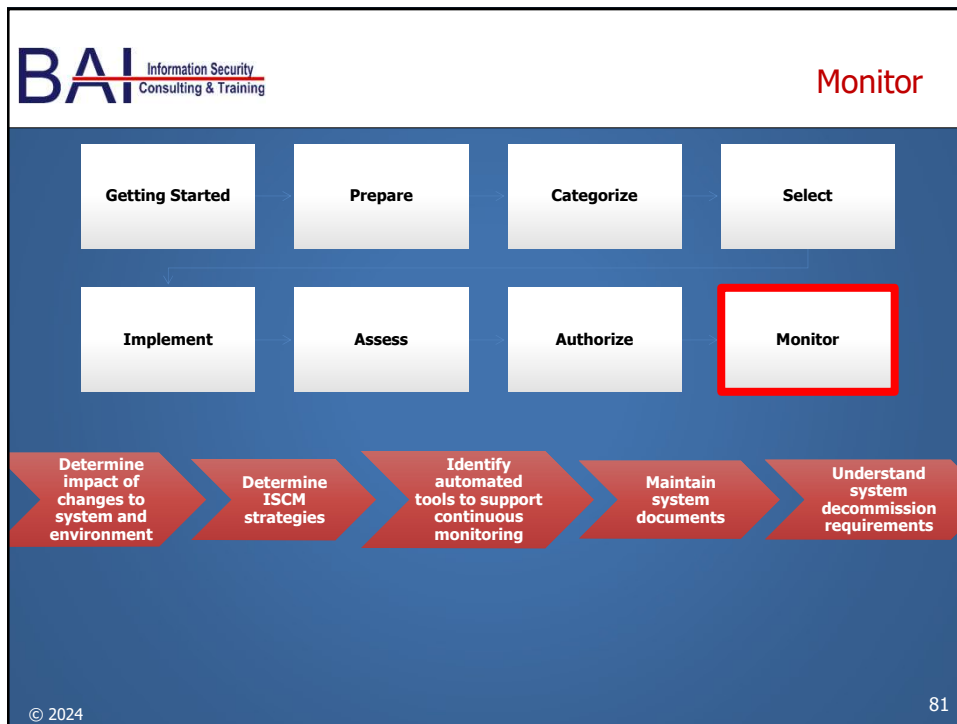 BAI Information Security
Consulting & Training
Monitor
Getting Started
Prepare
Categorize
Select
Implement
Assess
Authorize
Monitor
Determine
impact of
changes to
system and
environment
Determine
ISCM
strategies
Identify
automated
tools to support
continuous
monitoring
Maintain
system
documents
Understand
system
decommission
requirements
© 2024
81